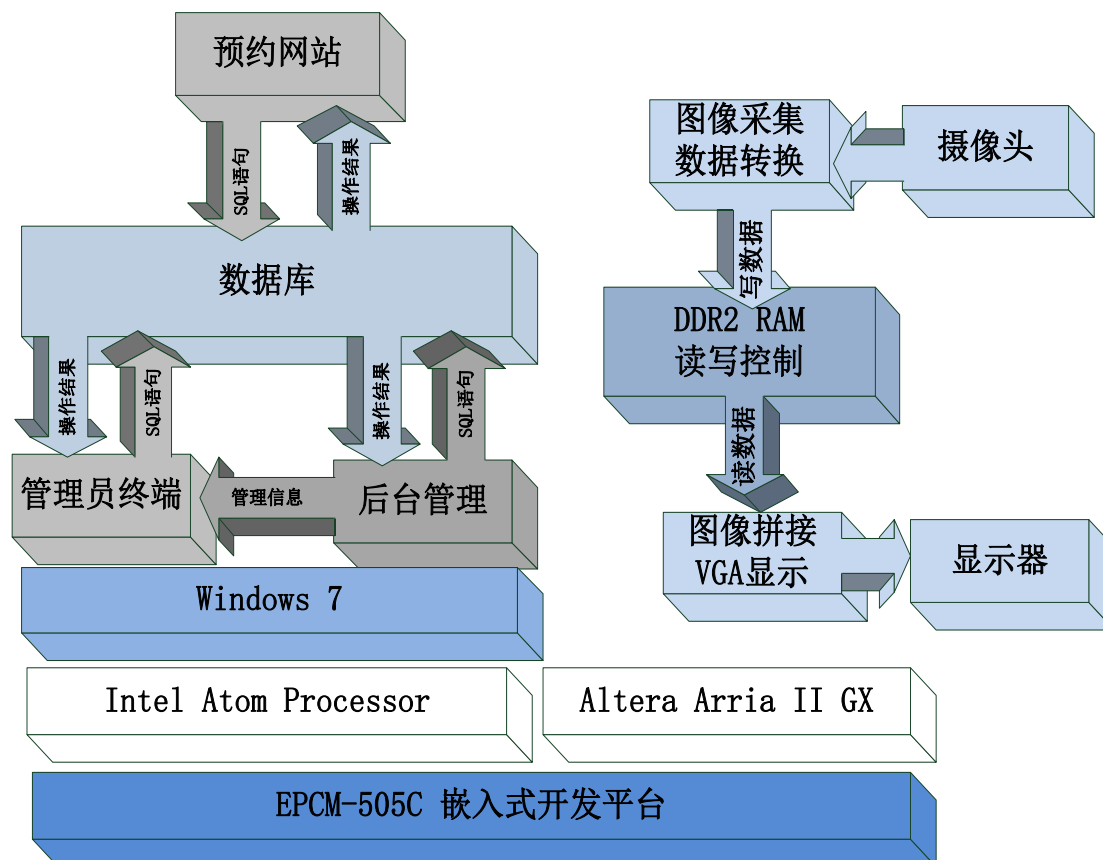 预约网站
SQL语句
操作结果
数据库
操作结果
SQL语句
操作结果
SQL语句
管理员终端
管理信息
后台管理
Windows 7
Intel Atom Processor
图像采集
数据转换
摄像头
写数据
DDR2 RAM
读写控制
读数据
图像拼接
VGA显示
显示器
Altera Arria II GX
EPCM-505C 嵌入式开发平台